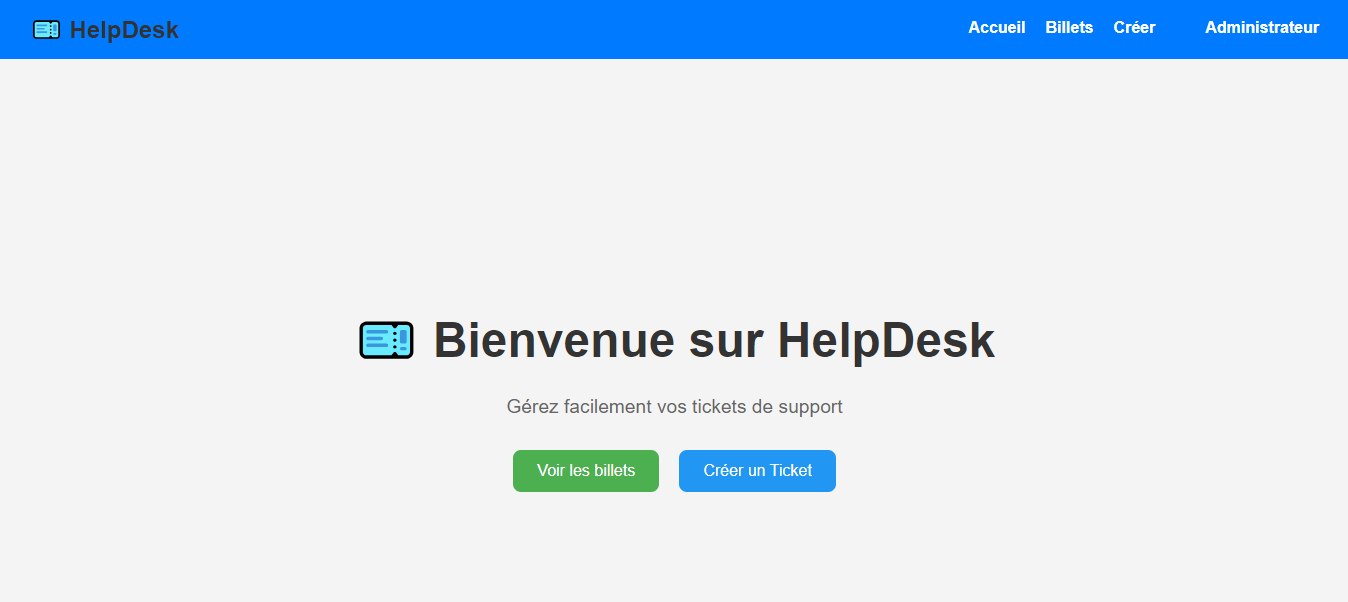 HelpDesk
Accueil Billets Créer Administrateur
Bienvenue sur HelpDesk
Gérez facilement vos tickets de support
Voir les billets Créer un Ticket